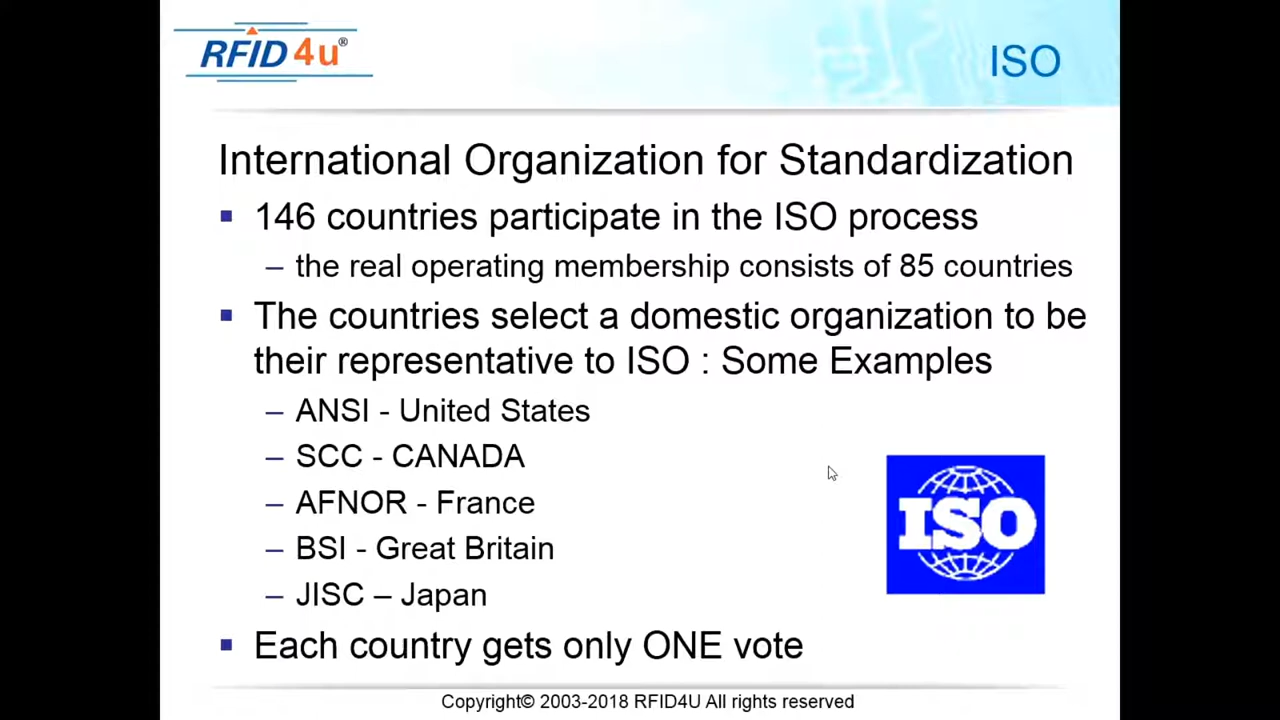 RFID4u®
ISO
International Organization for Standardization
▪ 146 countries participate in the ISO process
– the real operating membership consists of 85 countries
▪ The countries select a domestic organization to be
their representative to ISO : Some Examples
– ANSI - United States
– SCC - CANADA
– AFNOR - France
– BSI - Great Britain
– JISC – Japan
ISO
▪ Each country gets only ONE vote
Copyright© 2003-2018 RFID4U All rights reserved